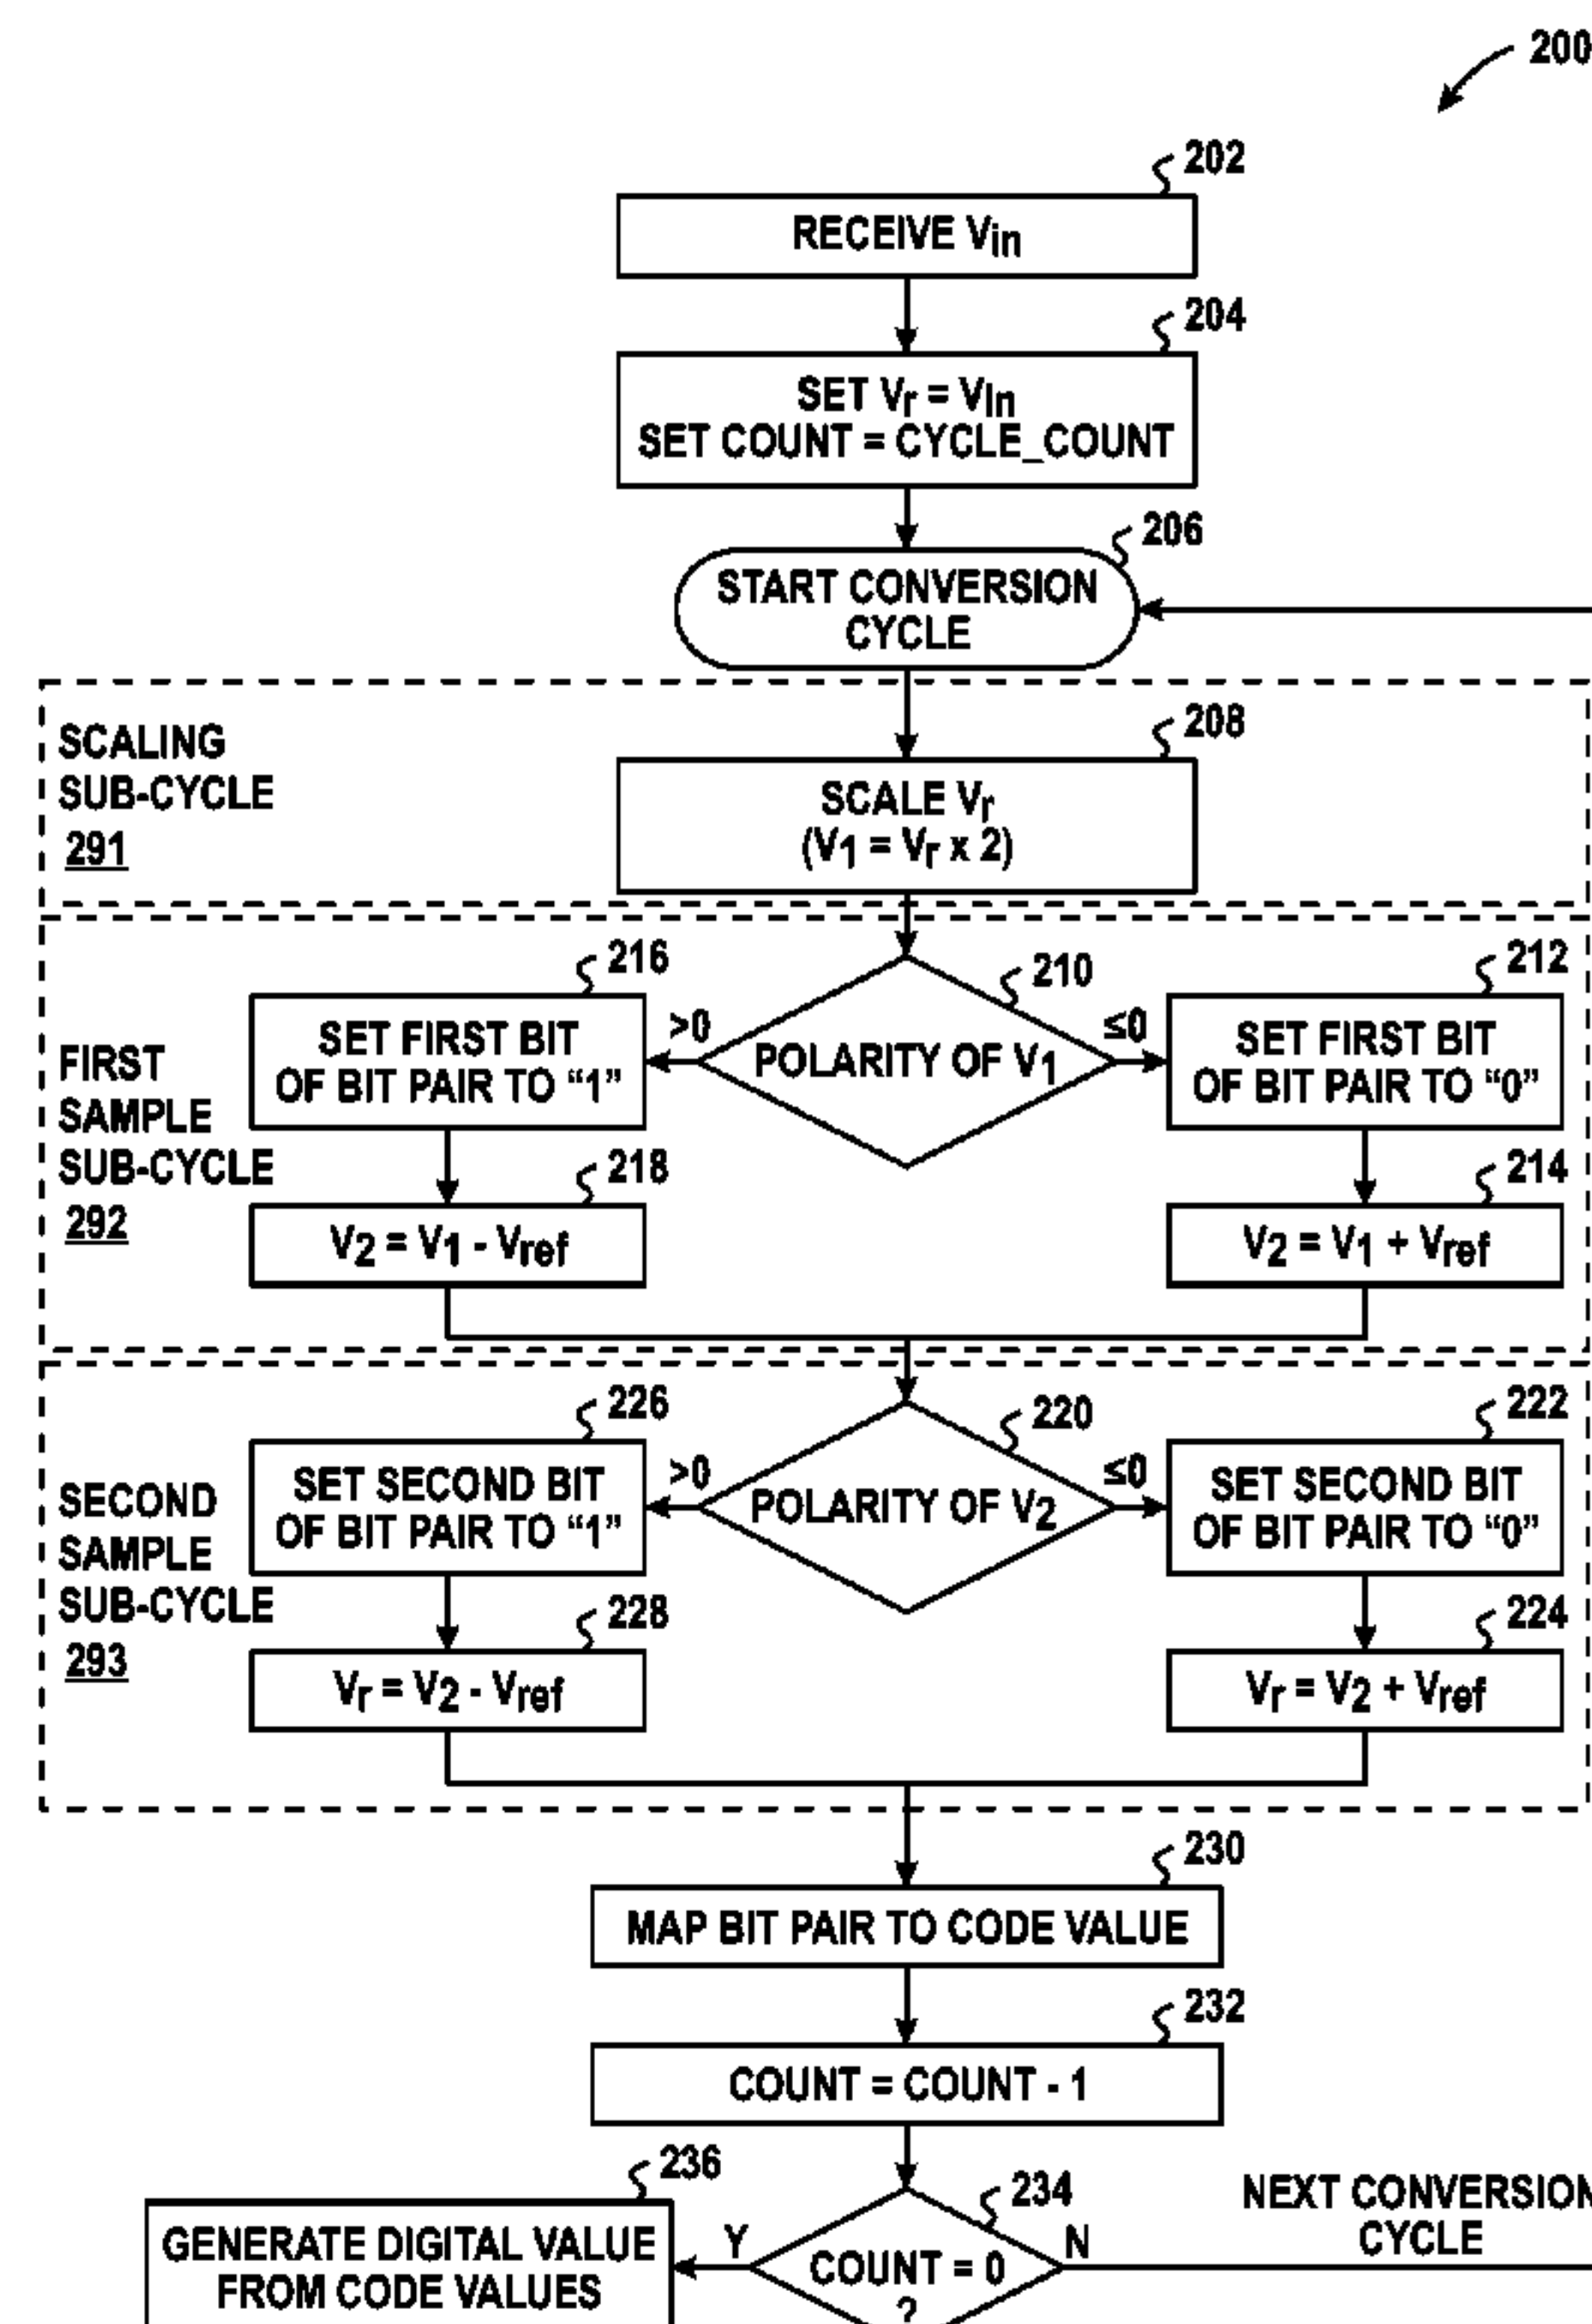 200
202
RECEIVE Vin
204
SET Vr = VIn
SET COUNT = CYCLE_COUNT
206
START CONVERSION
CYCLE
SCALING
SUB-CYCLE
291
208
SCALE Vr
(V1 = Vr x 2)
FIRST
SAMPLE
SUB-CYCLE
292
216
SET FIRST BIT
OF BIT PAIR TO “1”
>0
210
POLARITY OF V1
≤0
212
SET FIRST BIT
OF BIT PAIR TO “0”
218
V2 = V1 - Vref
214
V2 = V1 + Vref
SECOND
SAMPLE
SUB-CYCLE
293
226
SET SECOND BIT
OF BIT PAIR TO “1”
>0
220
POLARITY OF V2
≤0
222
SET SECOND BIT
OF BIT PAIR TO “0”
228
Vr = V2 - Vref
224
Vr = V2 + Vref
230
MAP BIT PAIR TO CODE VALUE
232
COUNT = COUNT - 1
236
GENERATE DIGITAL VALUE
FROM CODE VALUES
Y
234
COUNT = 0
?
N
NEXT CONVERSION
CYCLE